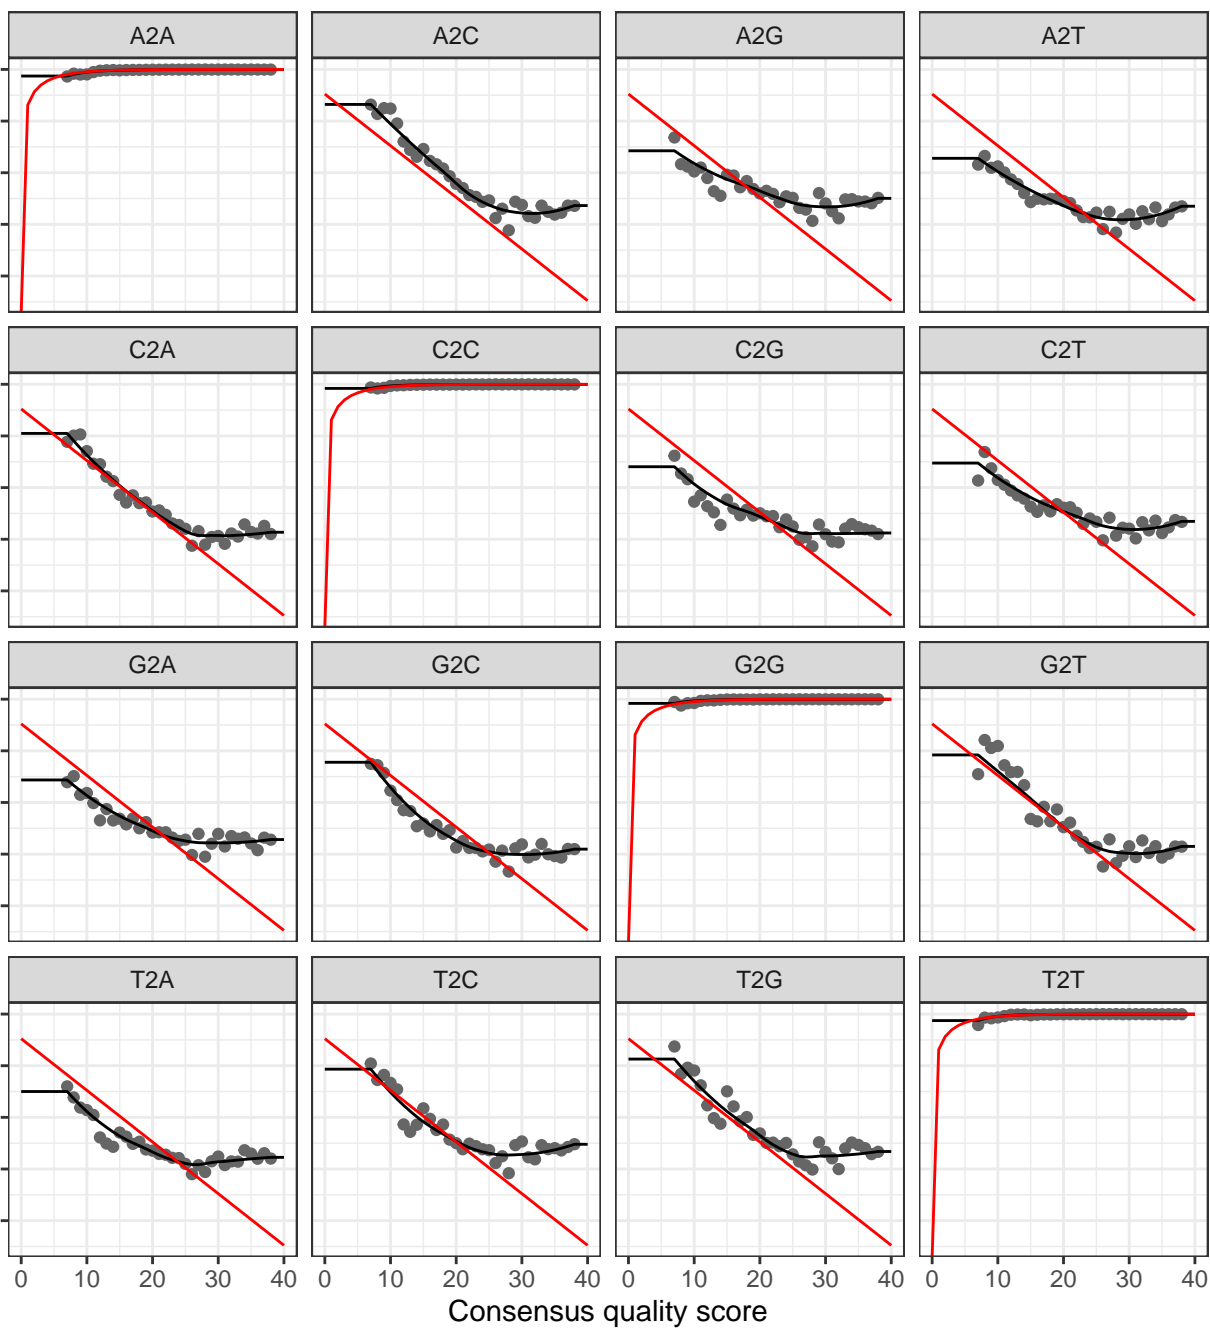 A2A A2C A2G A2T
C2A C2C C2G C2T
G2A G2C G2G G2T
T2A T2C T2G T2T
0 10 20 30 40 0 10 20 30 40 0 10 20 30 40 0 10 20 30 40
Consensus quality score